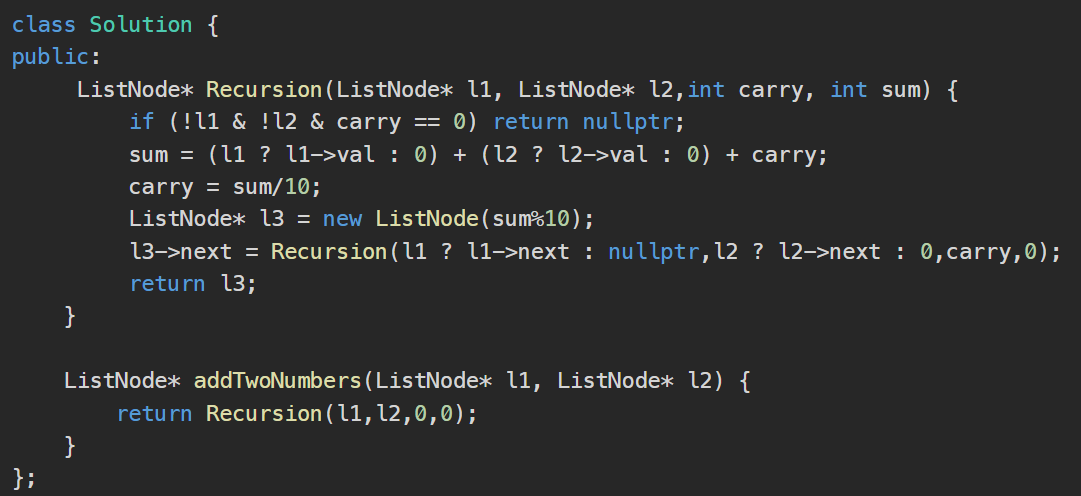 class Solution {
public:
     ListNode* Recursion(ListNode* l1, ListNode* l2,int carry, int sum) {
         if (!l1 & !l2 & carry == 0) return nullptr;
         sum = (l1 ? l1->val : 0) + (l2 ? l2->val : 0) + carry;
         carry = sum/10;
         ListNode* l3 = new ListNode(sum%10);
         l3->next = Recursion(l1 ? l1->next : nullptr,l2 ? l2->next : 0,carry,0);
         return l3;
    }

    ListNode* addTwoNumbers(ListNode* l1, ListNode* l2) {
        return Recursion(l1,l2,0,0);
    }
};